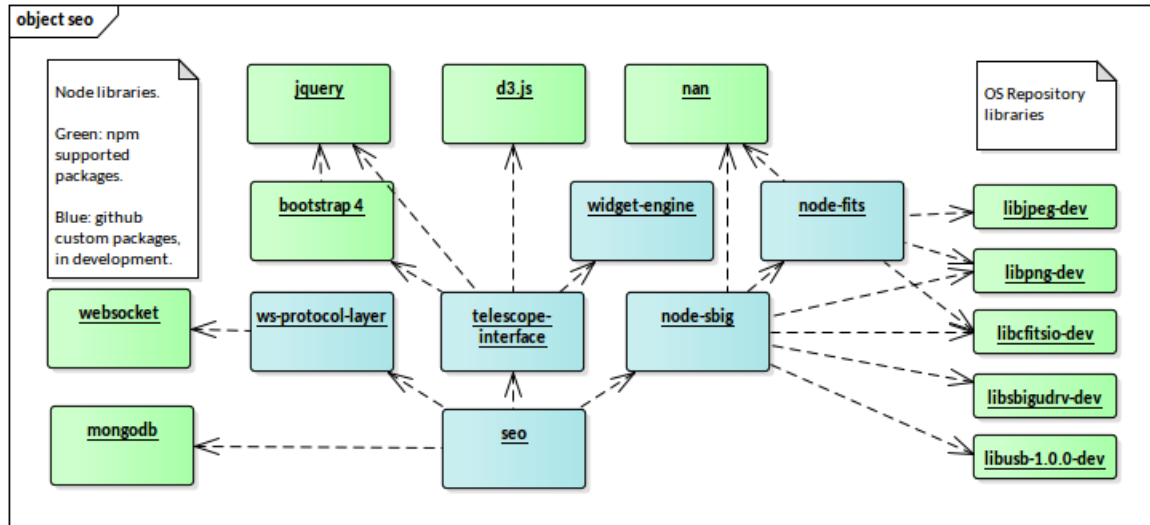 object seo
Node libraries.
Green: npm
supported
packages.
Blue: github
custom packages,
in development.
jquery
d3.js
nan
OS Repository
libraries
bootstrap 4
widget-engine
node-fits
libjpeg-dev
libpng-dev
websocket
ws-protocol-layer
telescope-
interface
node-sbig
libcfitsio-dev
libsbigudrv-dev
mongodb
seo
libusb-1.0.0-dev